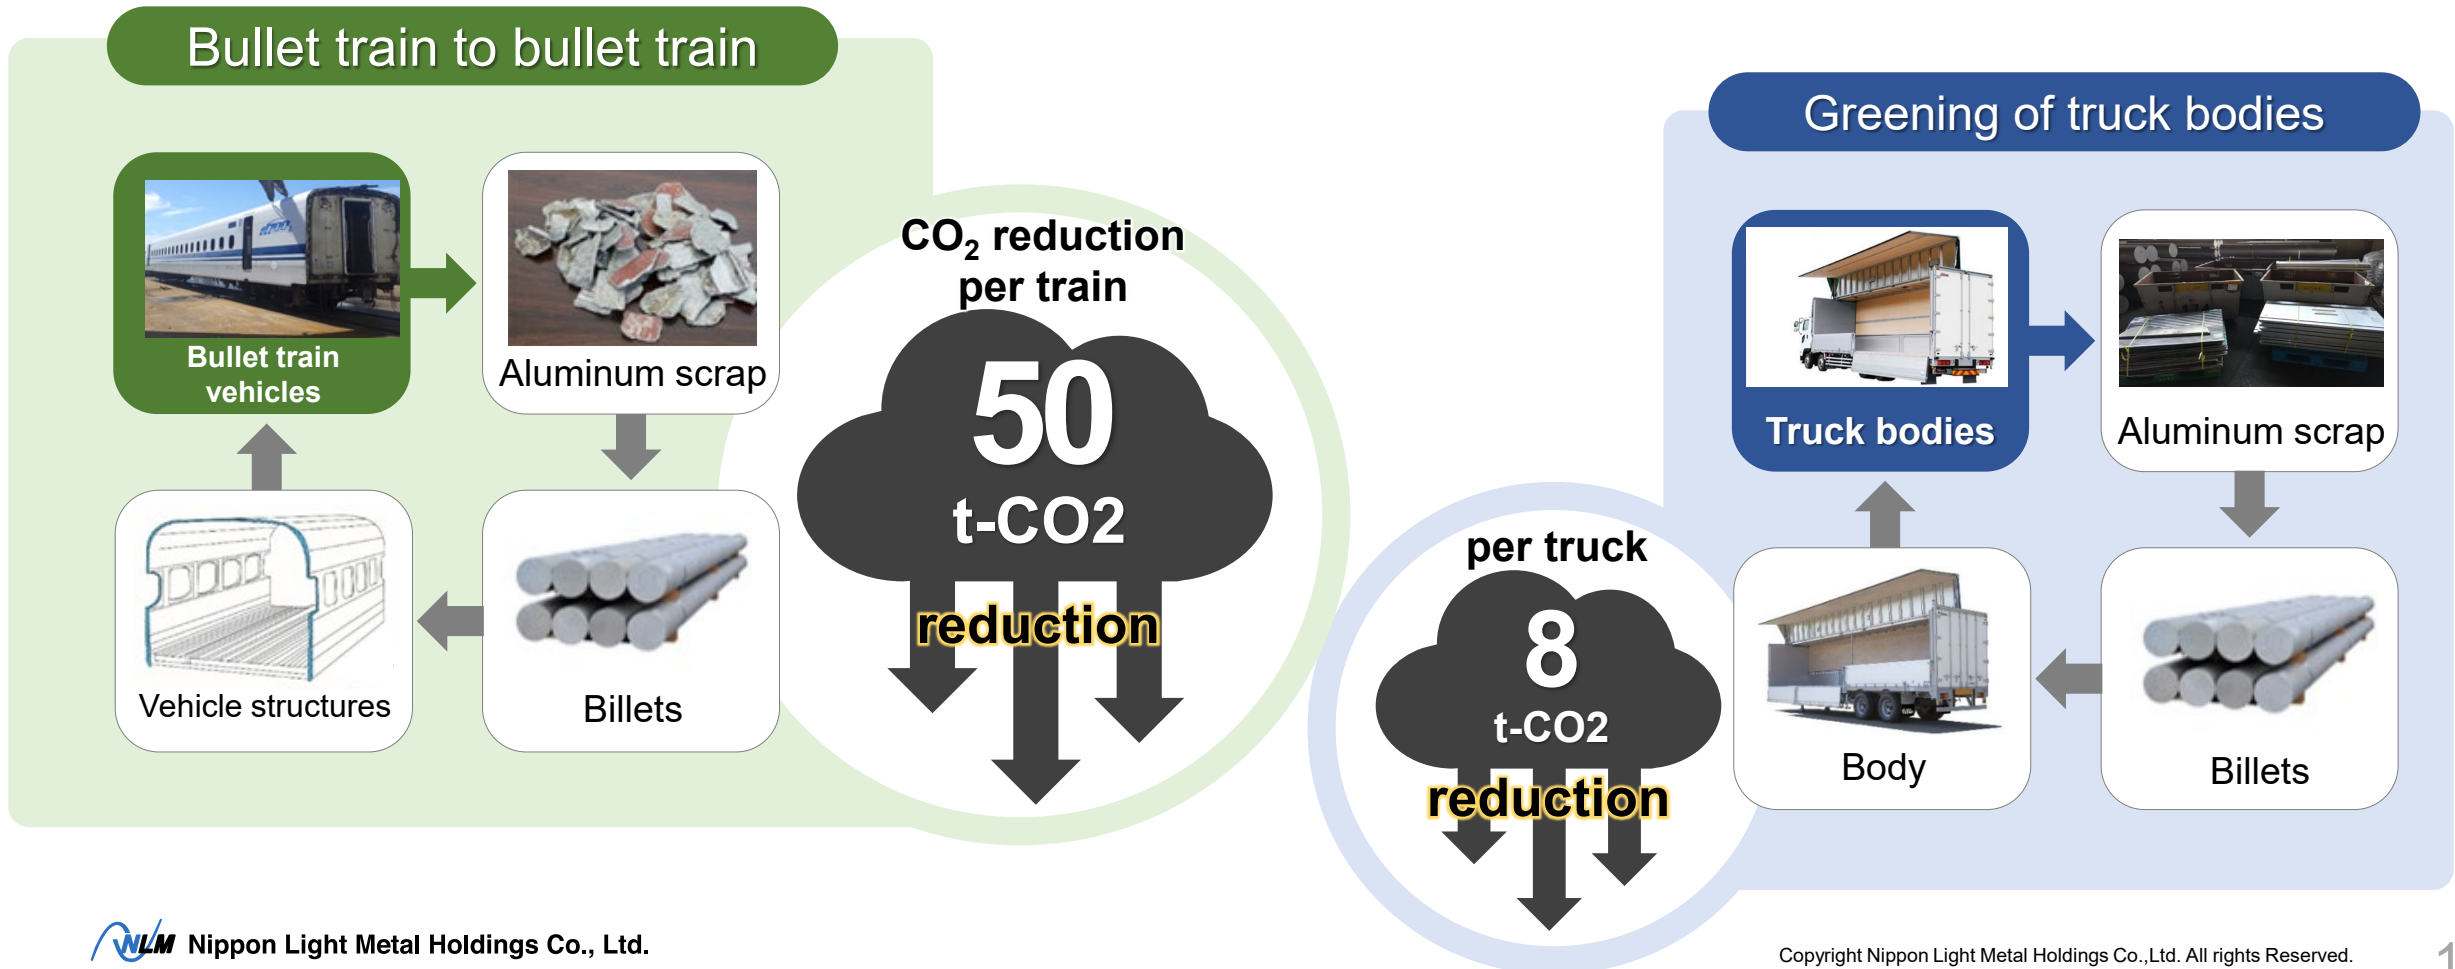 Bullet train to bullet train
Bullet train
vehicles
Aluminum scrap
Vehicle structures
Billets
CO₂ reduction
per train
50
t-CO2
reduction
Greening of truck bodies
Truck bodies
Aluminum scrap
Body
Billets
per truck
8
t-CO2
reduction
NLM Nippon Light Metal Holdings Co., Ltd.
Copyright Nippon Light Metal Holdings Co.,Ltd. All rights Reserved.